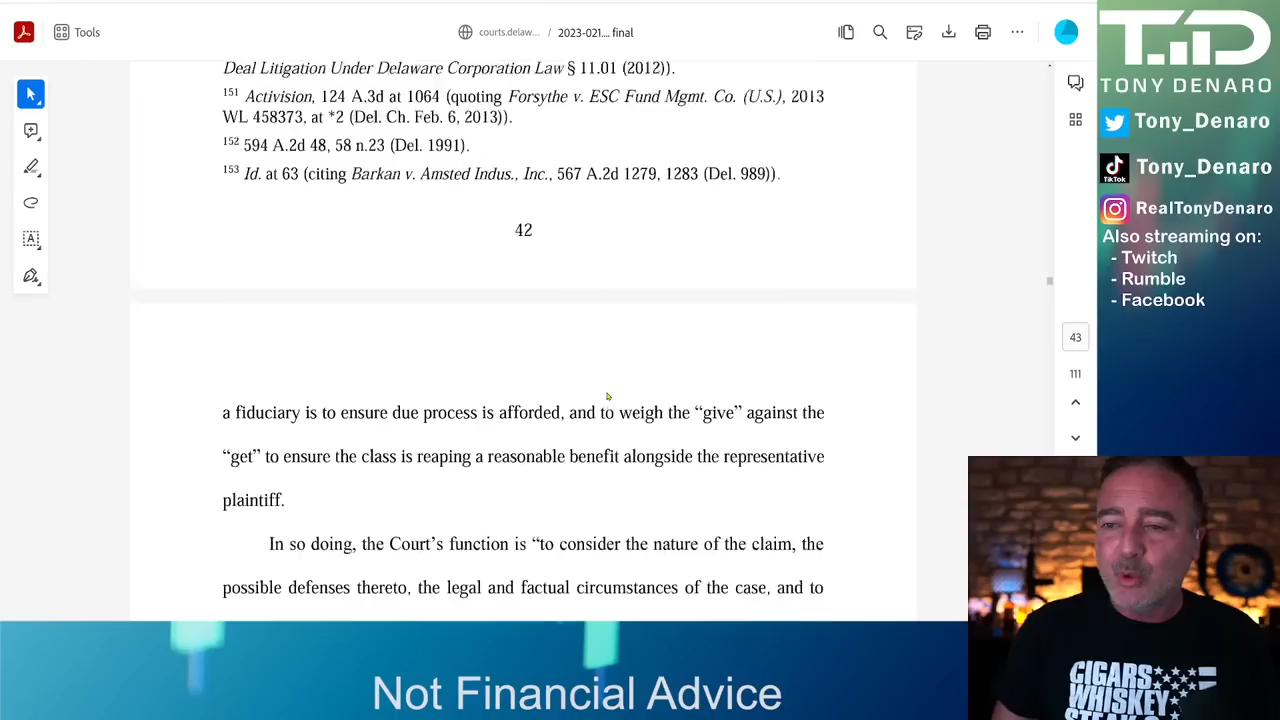 Tools
courts.delaw... / 2023-021.... final
Deal Litigation Under Delaware Corporation Law § 11.01 (2012)).
151 Activision, 124 A.3d at 1064 (quoting Forsythe v. ESC Fund Mgmt. Co. (U.S.), 2013
WL 458373, at *2 (Del. Ch. Feb. 6, 2013)).
152 594 A.2d 48, 58 n.23 (Del. 1991).
153 Id. at 63 (citing Barkan v. Amsted Indus., Inc., 567 A.2d 1279, 1283 (Del. 989)).
42
a fiduciary is to ensure due process is afforded, and to weigh the “give” against the
“get” to ensure the class is reaping a reasonable benefit alongside the representative
plaintiff.
In so doing, the Court’s function is “to consider the nature of the claim, the
possible defenses thereto, the legal and factual circumstances of the case, and to
43
111
T.D
TONY DENARO
Tony_Denaro
TikTok
Tony_Denaro
RealTonyDenaro
Also streaming on:
- Twitch
- Rumble
- Facebook
CIGARS
WHISKEY
Not Financial Advice